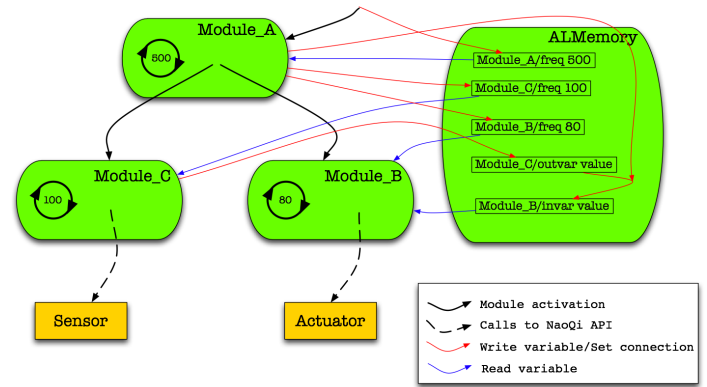 Module_A
500
ALMemory
Module_A/freq 500
Module_C/freq 100
Module_B/freq 80
Module_C/outvar value
Module_B/invar value
Module_C
100
Module_B
80
Sensor
Actuator
Module activation
Calls to NaoQi API
Write variable/Set connection
Read variable